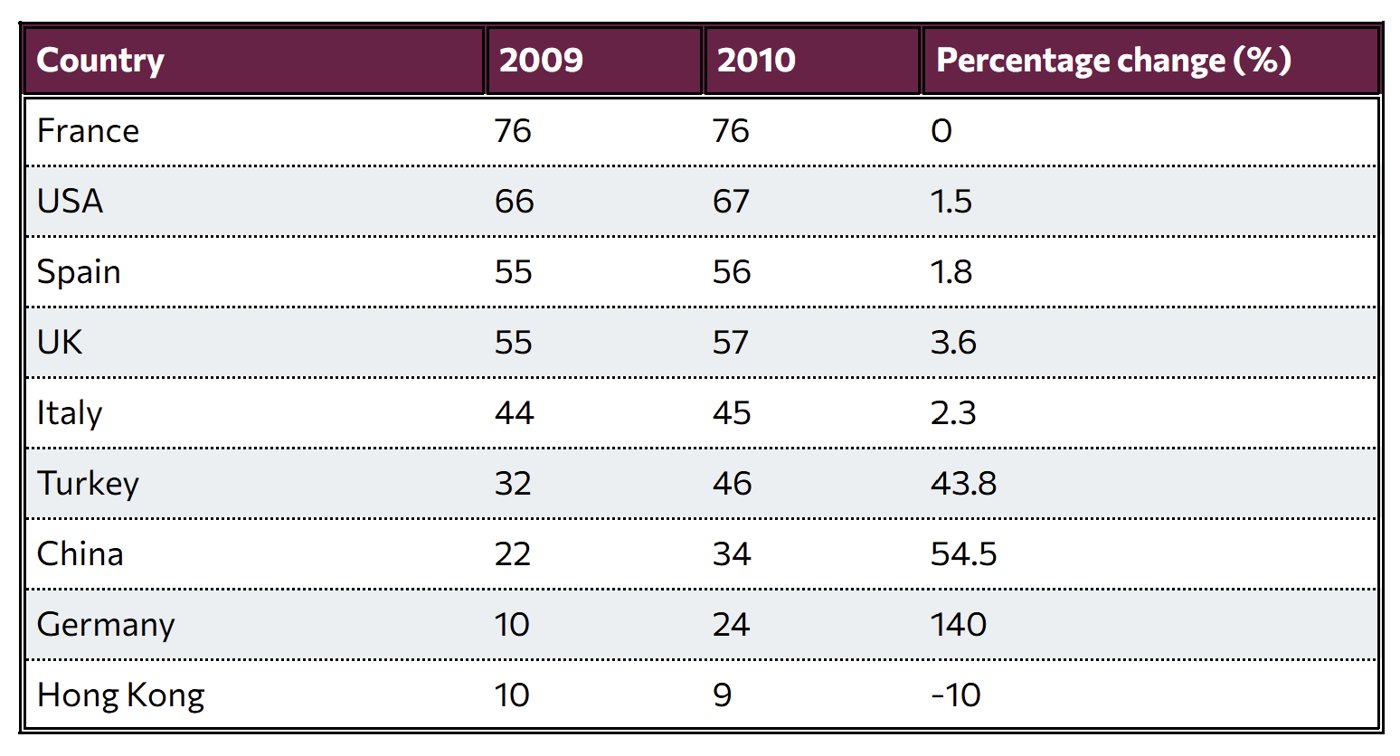 Country 2009 2010 Percentage change (%)
France 76 76 0
USA 66 67 1.5
Spain 55 56 1.8
UK 55 57 3.6
Italy 44 45 2.3
Turkey 32 46 43.8
China 22 34 54.5
Germany 10 24 140
Hong Kong 10 9 -10